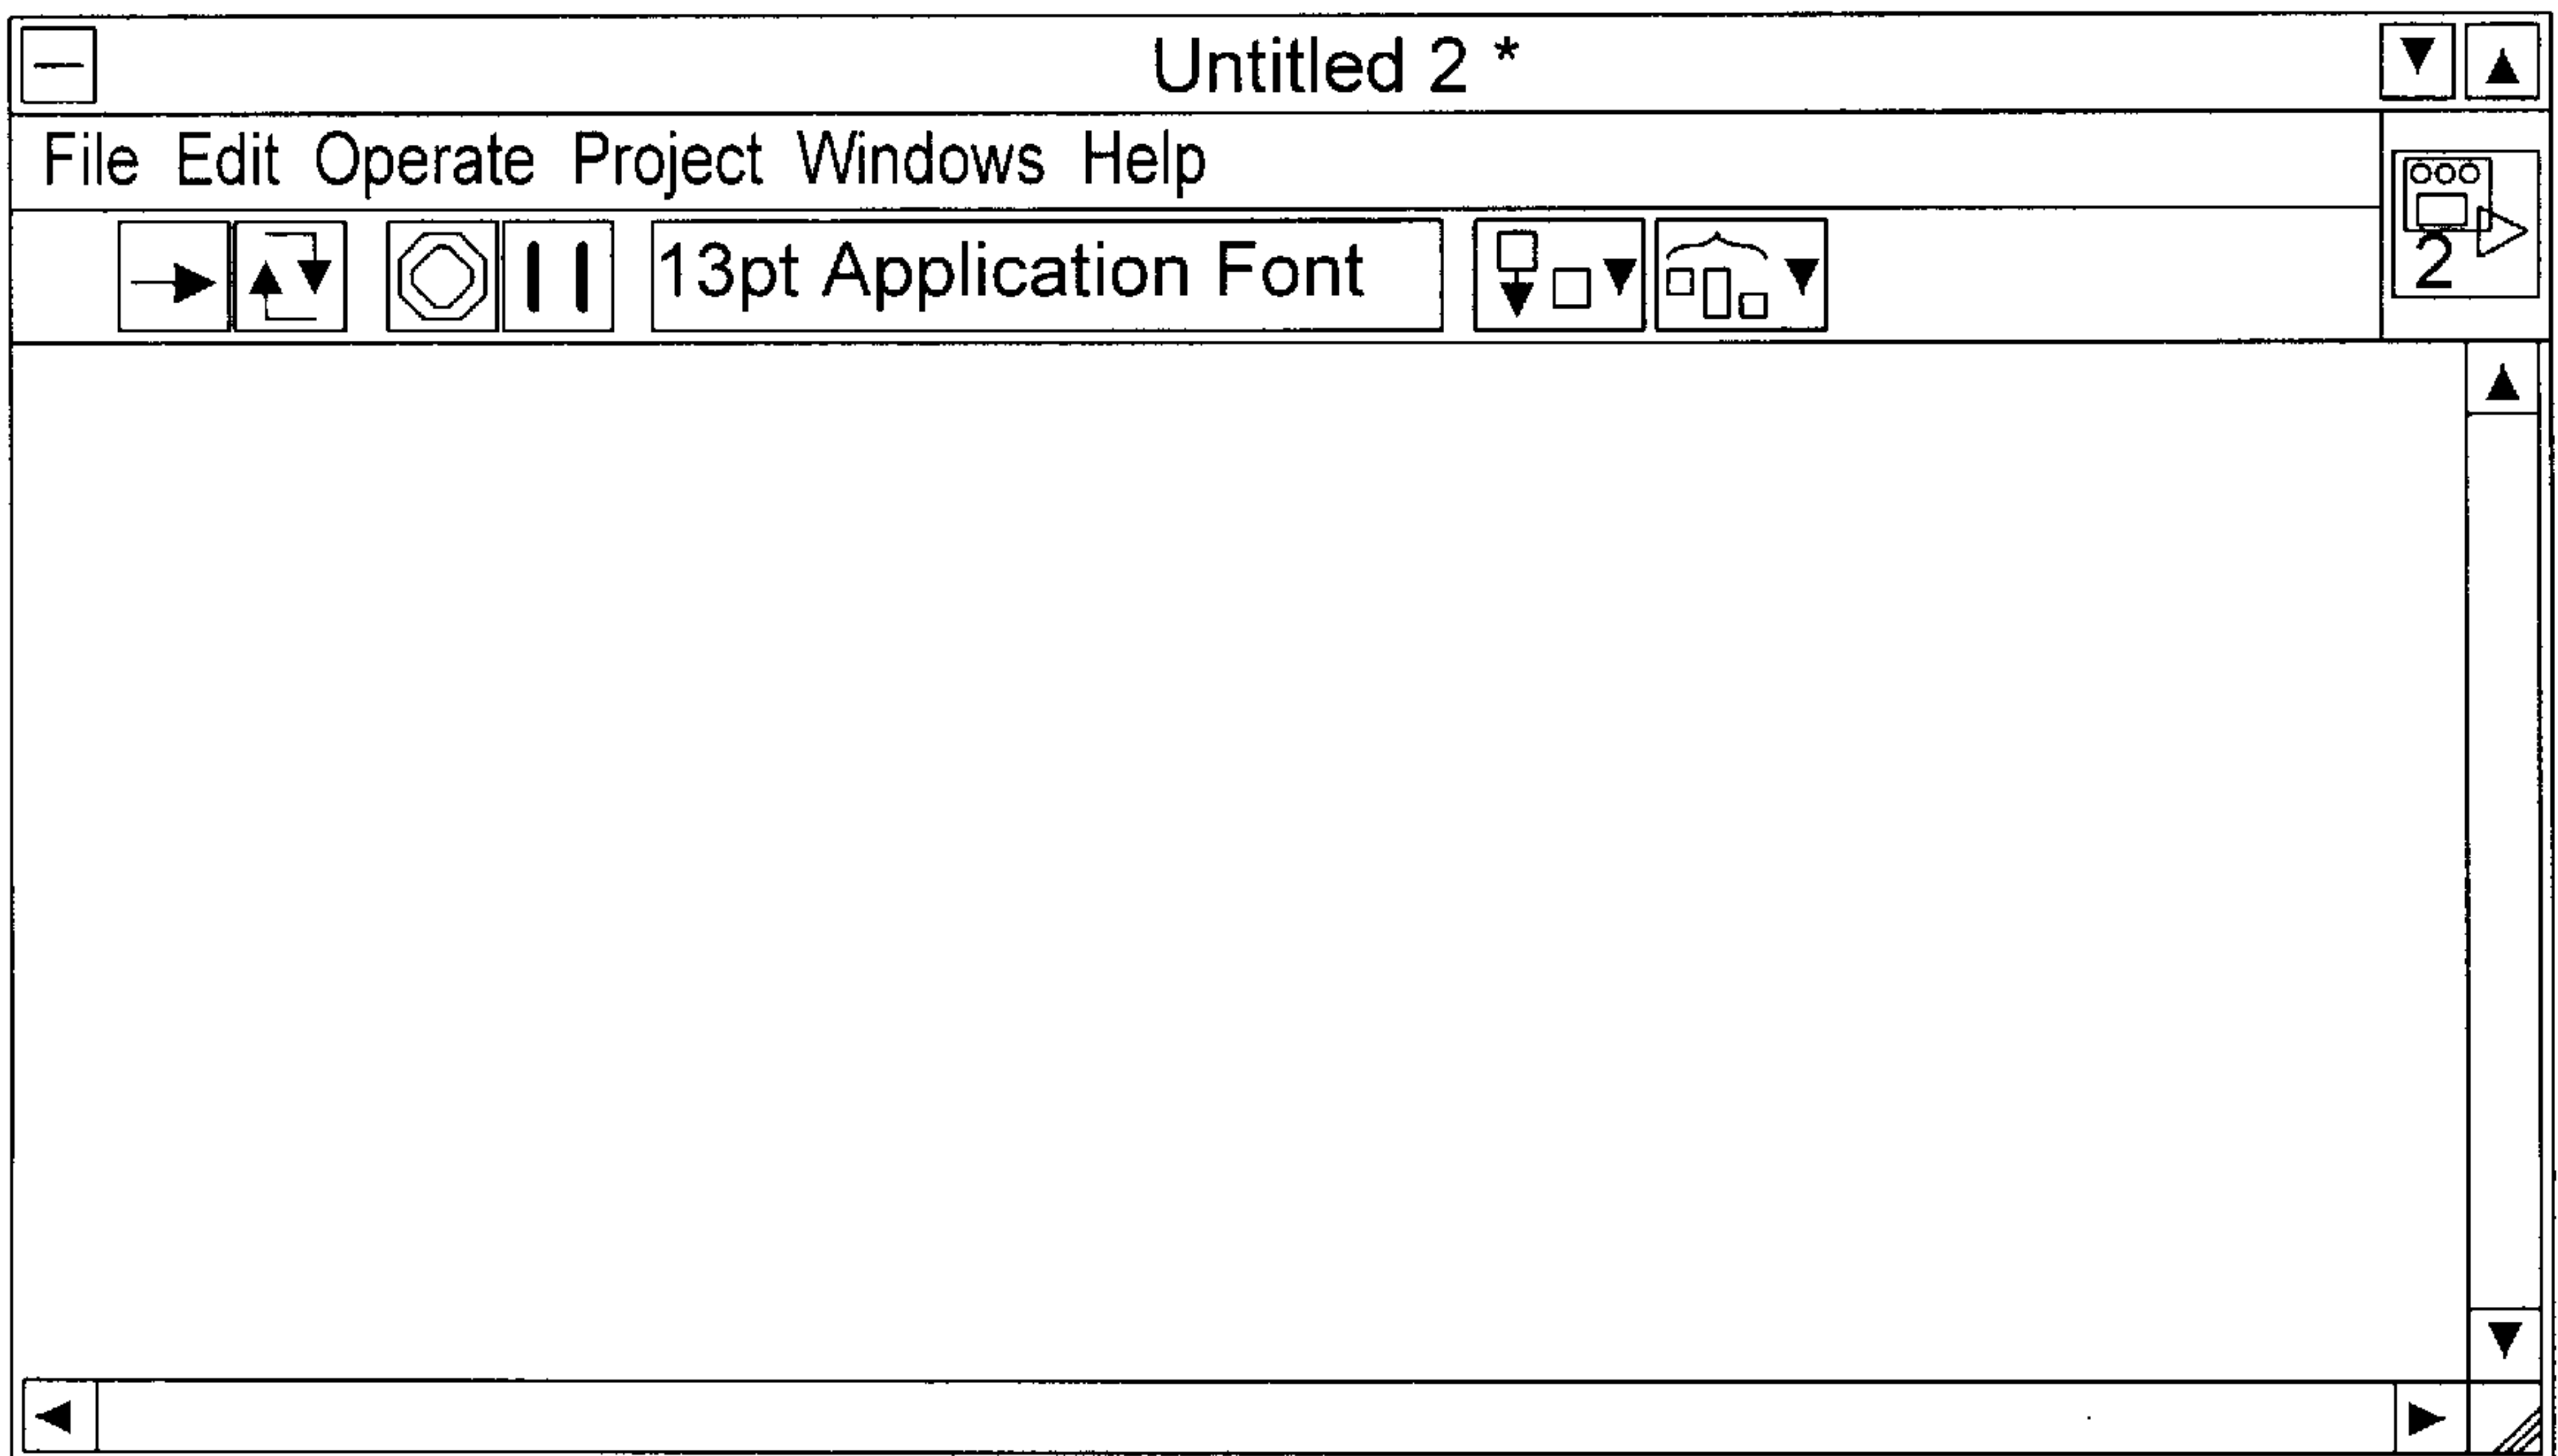 Untitled 2 *
File Edit Operate Project Windows Help
13pt Application Font
2